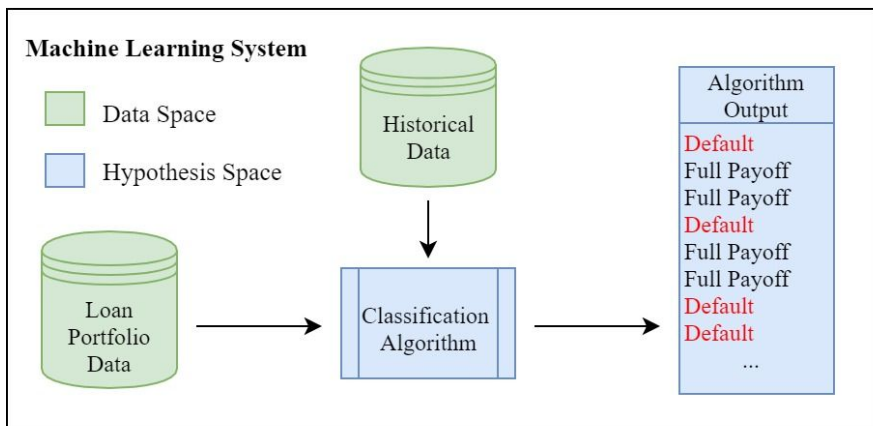 Machine Learning System
Data Space
Hypothesis Space
Historical
Data
Loan
Portfolio
Data
Classification
Algorithm
Algorithm
Output
Default
Full Payoff
Full Payoff
Default
Full Payoff
Full Payoff
Default
Default
...